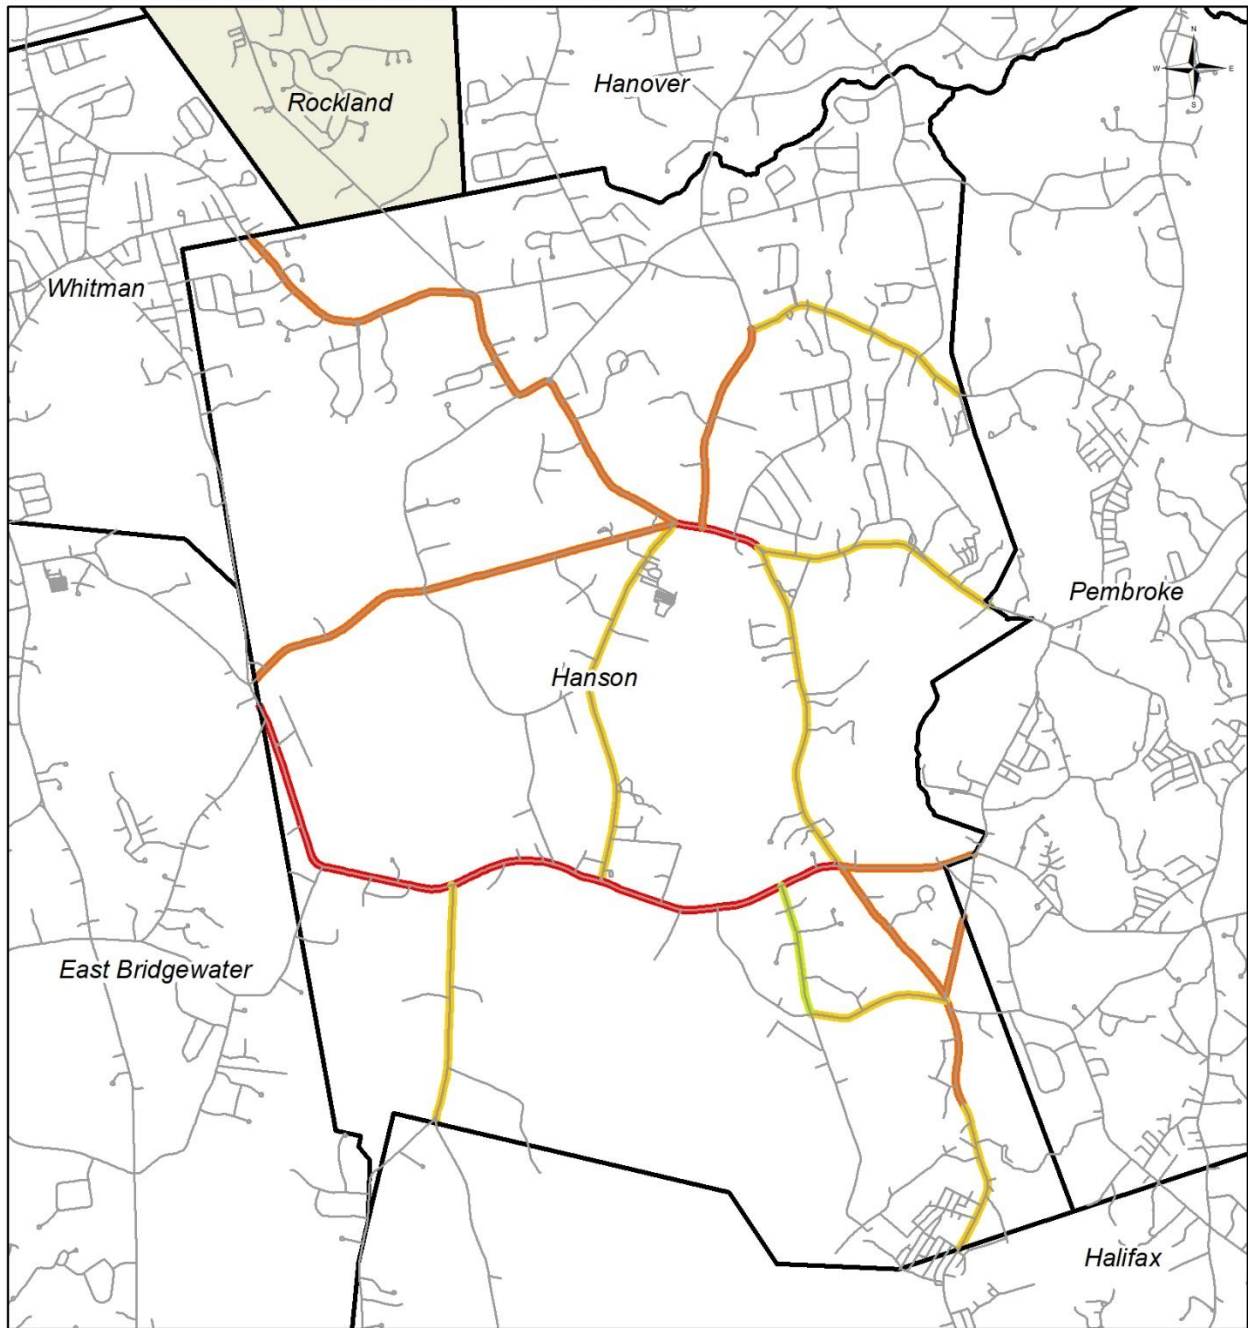 Hanover
N
W E
S
Rockland
Whitman
Pembroke
Hanson
East Bridgewater
Halifax